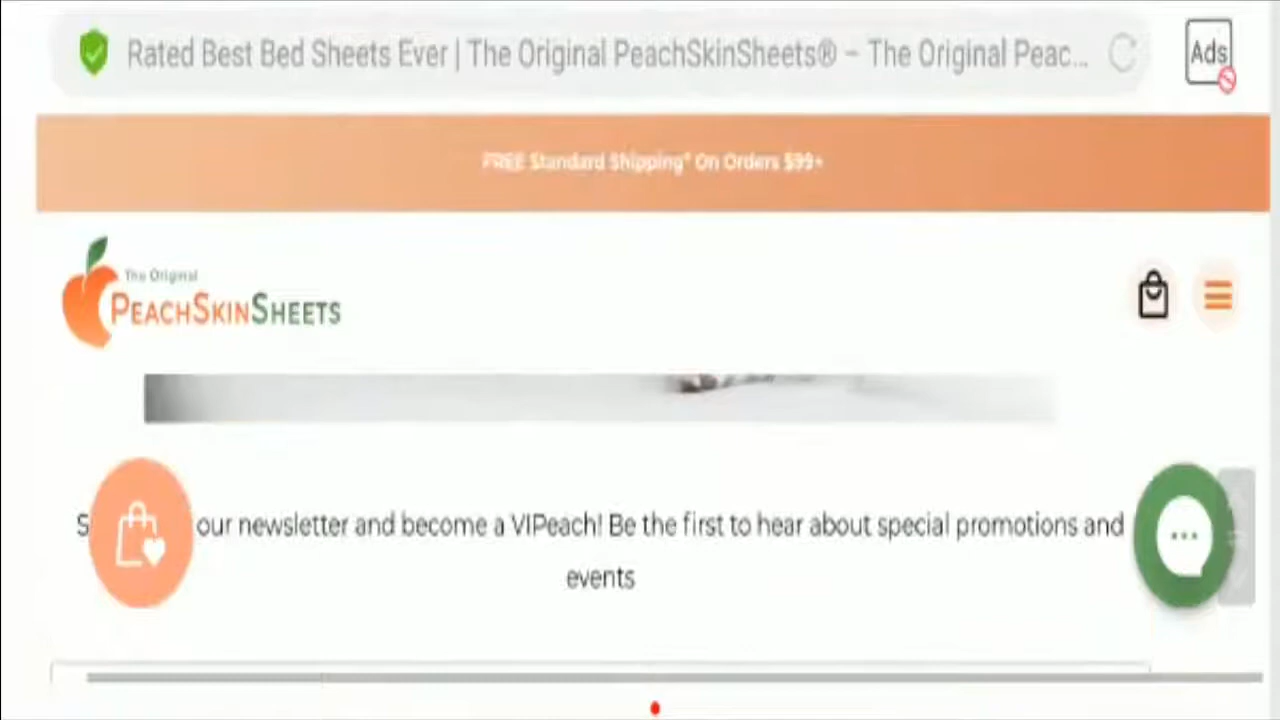 Rated Best Bed Sheets Ever | The Original PeachSkinSheets® – The Original Peac...
Ads
FREE Standard Shipping* On Orders $99+
The Original
PEACHSKINSHEETS
S our newsletter and become a VIPeach! Be the first to hear about special promotions and
events